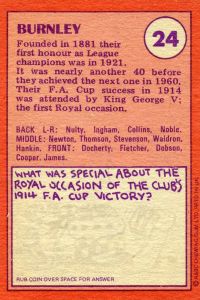 BURNLEY
24
Founded in 1881 their
first honour as League
champions was in 1921.
It was nearly another 40 before
they achieved the next one in 1960.
Their F.A. Cup success in 1914
was attended by King George V;
the first Royal occasion.
BACK L-R: Nulty, Ingham, Collins, Noble.
MIDDLE: Newton, Thomson, Stevenson, Waldron,
Hankin. FRONT: Docherty, Fletcher, Dobson,
Cooper. James.
WHAT WAS SPECIAL ABOUT THE
ROYAL OCCASION OF THE CLUB'S
1914 F.A. CUP VICTORY?
RUB COIN OVER SPACE FOR ANSWER